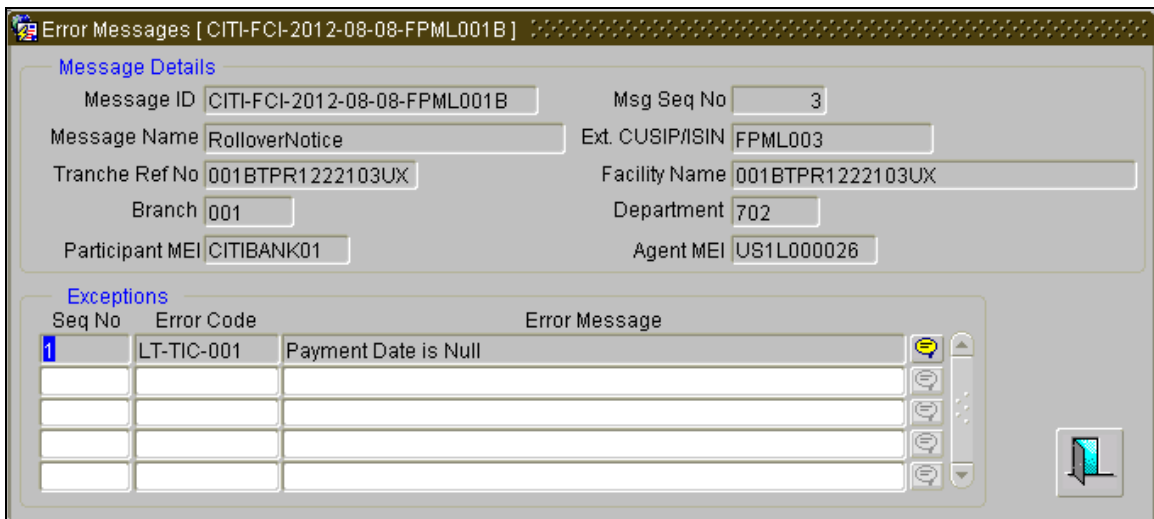 Error Messages [ CITI-FCI-2012-08-08-FPML001B ]
Message Details
Message ID CITI-FCI-2012-08-08-FPML001B Msg Seq No 3
Message Name RolloverNotice Ext. CUSIP/ISIN FPML003
Tranche Ref No 001BTPR1222103UX Facility Name 001BTPR1222103UX
Branch 001 Department 702
Participant MEI CITIBANK01 Agent MEI US1L000026
Exceptions
Seq No Error Code Error Message
1 LT-TIC-001 Payment Date is Null